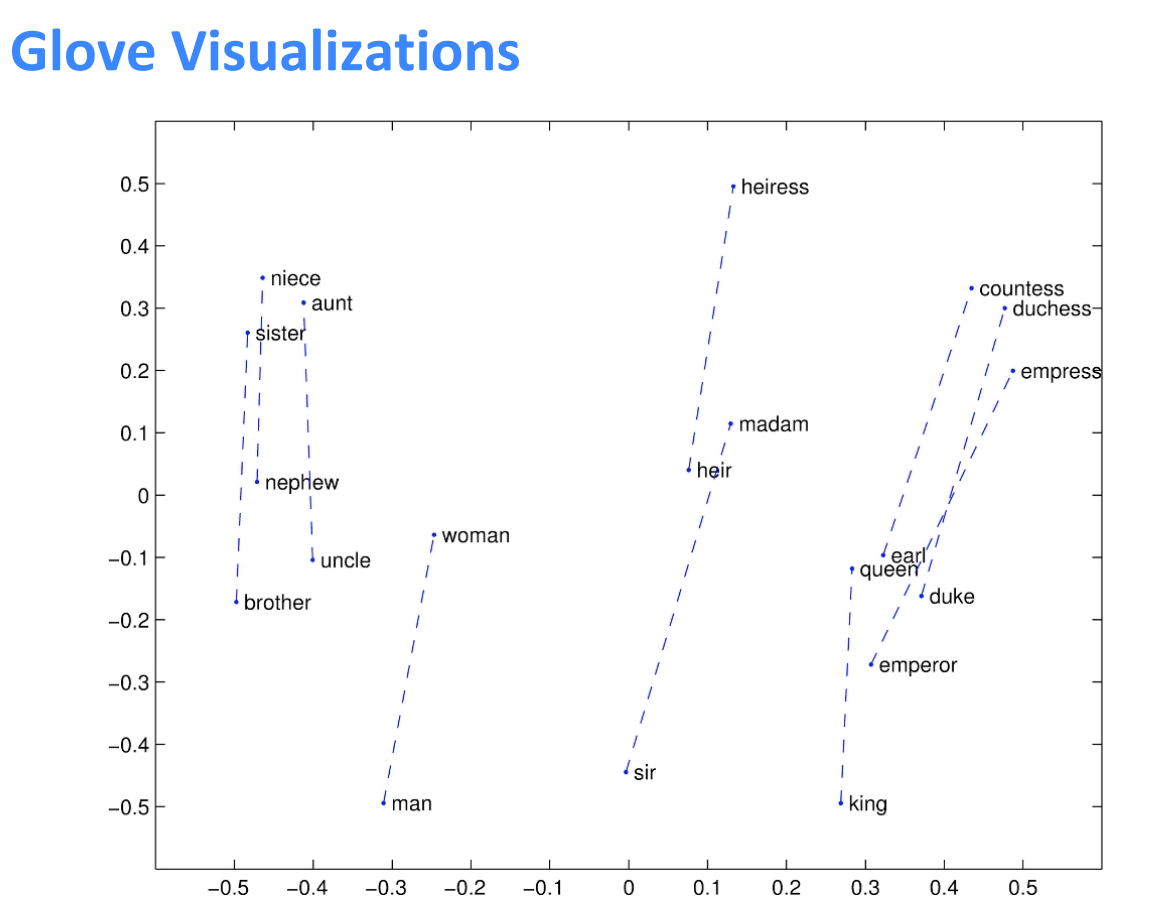 Glove Visualizations
0.5
0.4
0.3
0.2
0.1
0
−0.1
−0.2
−0.3
−0.4
−0.5
heiress
niece
countess
aunt
duchess
sister
empress
madam
heir
nephew
woman
earl
uncle
queen
duke
brother
emperor
sir
man
king
−0.5 −0.4 −0.3 −0.2 −0.1 0 0.1 0.2 0.3 0.4 0.5